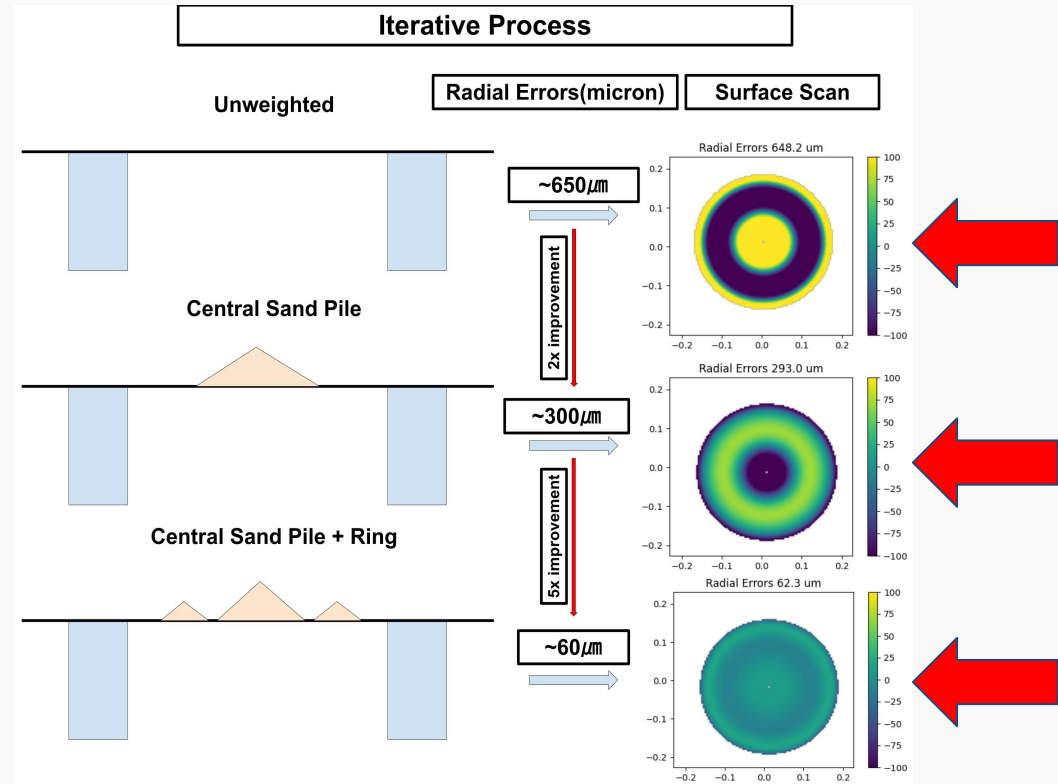 Iterative Process
Unweighted
Radial Errors(micron)
Surface Scan
~650μm
Radial Errors 648.2 um
0.2
0.1
0.0
−0.1
−0.2
−0.2 −0.1 0.0 0.1 0.2
100
75
50
25
0
−25
−50
−75
−100
2x improvement
Central Sand Pile
~300μm
Radial Errors 293.0 um
0.2
0.1
0.0
−0.1
−0.2
−0.2 −0.1 0.0 0.1 0.2
100
75
50
25
0
−25
−50
−75
−100
5x improvement
Central Sand Pile + Ring
~60μm
Radial Errors 62.3 um
0.2
0.1
0.0
−0.1
−0.2
−0.2 −0.1 0.0 0.1 0.2
100
75
50
25
0
−25
−50
−75
−100